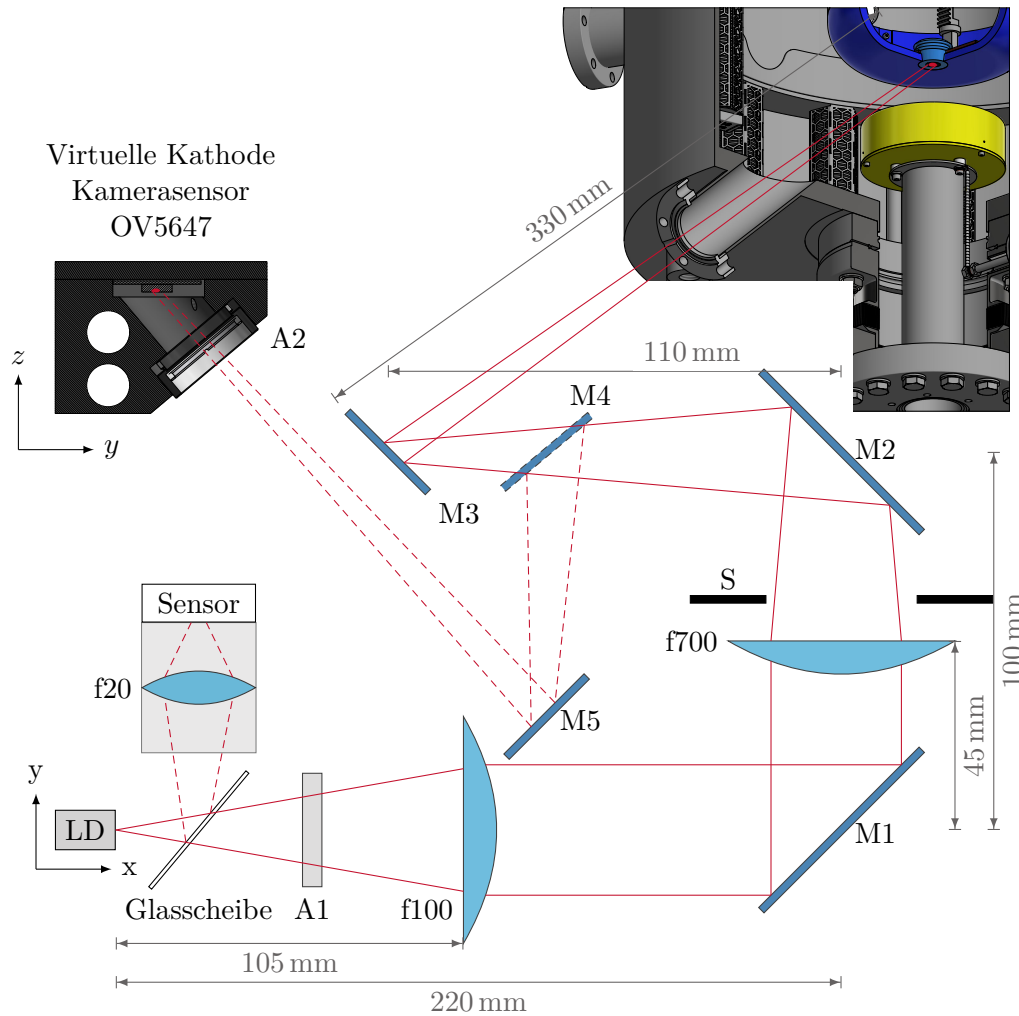 Virtuelle Kathode
Kamerasensor
OV5647
330 mm
A2
z
y
110 mm
M4
M2
M3
S
Sensor
f700
100 mm
f20
M5
45 mm
y
LD
M1
x
Glasscheibe
A1
f100
105 mm
220 mm